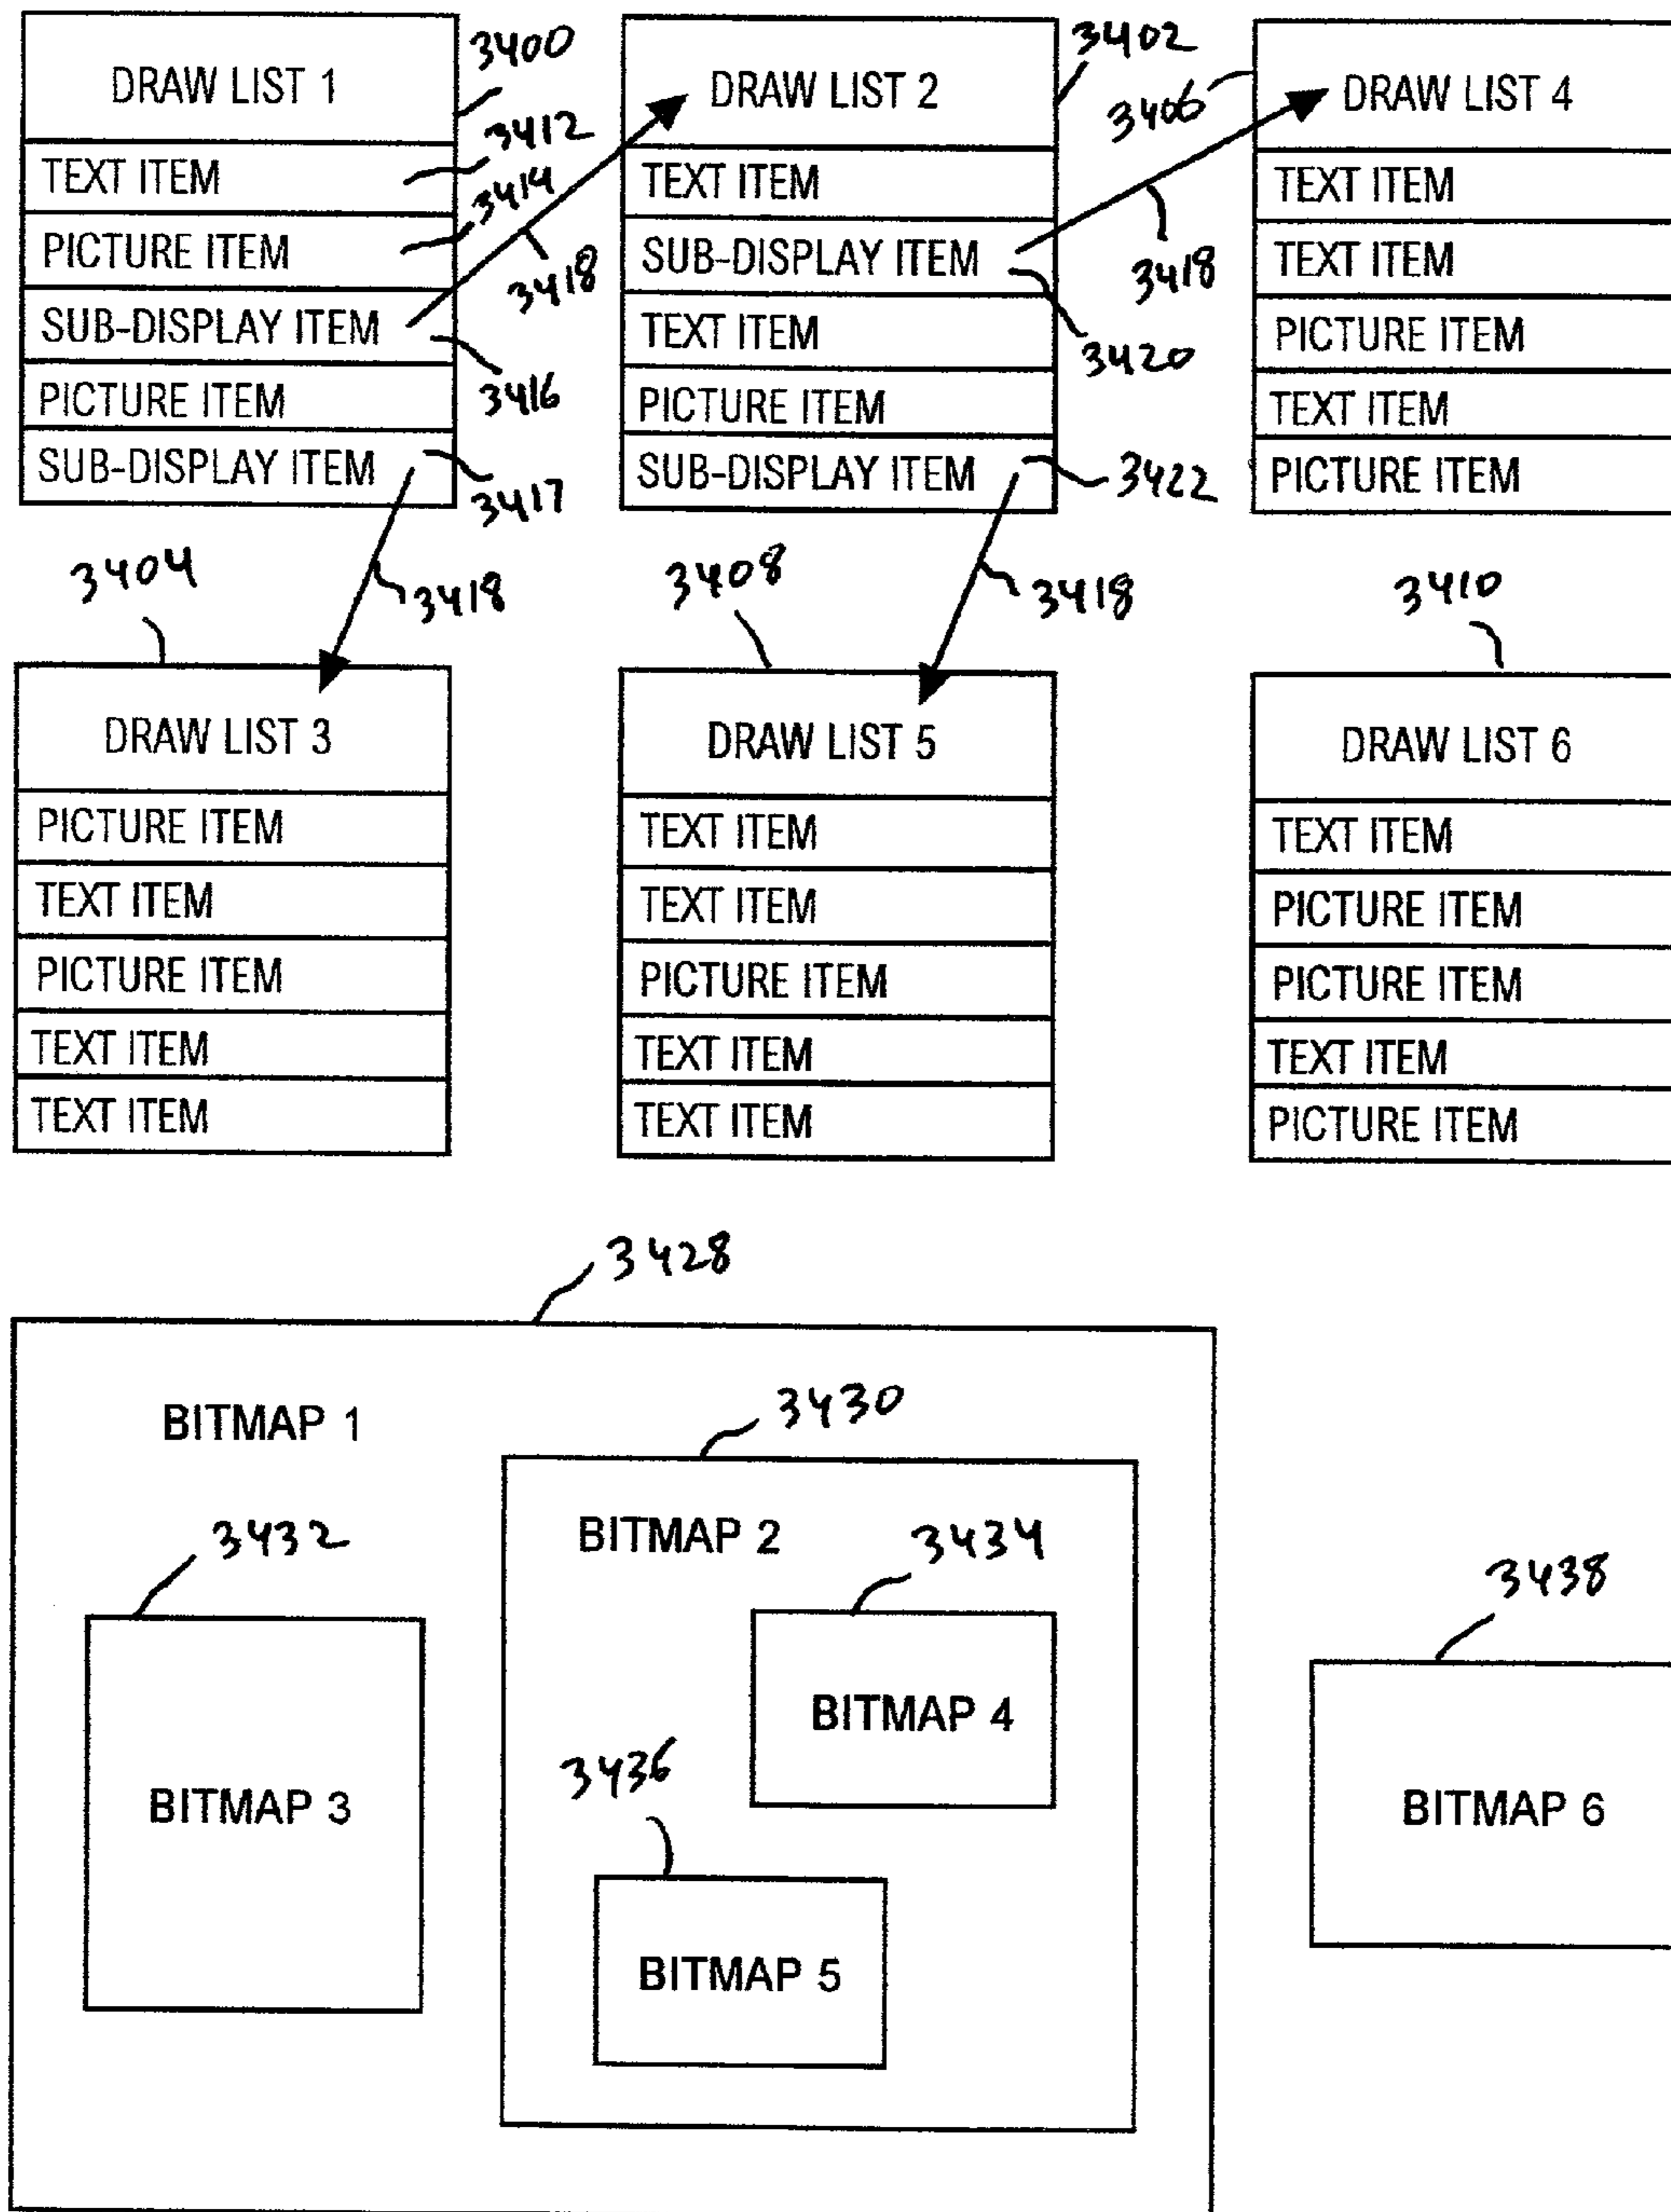 DRAW LIST 1
3400
TEXT ITEM
3412
PICTURE ITEM
3414
SUB-DISPLAY ITEM
3416
PICTURE ITEM
SUB-DISPLAY ITEM
3417
3418
DRAW LIST 2
3402
TEXT ITEM
SUB-DISPLAY ITEM
3420
TEXT ITEM
PICTURE ITEM
SUB-DISPLAY ITEM
3422
3418
3406
DRAW LIST 4
TEXT ITEM
TEXT ITEM
PICTURE ITEM
TEXT ITEM
PICTURE ITEM
3404
3418
DRAW LIST 3
PICTURE ITEM
TEXT ITEM
PICTURE ITEM
TEXT ITEM
TEXT ITEM
3408
3418
DRAW LIST 5
TEXT ITEM
TEXT ITEM
PICTURE ITEM
TEXT ITEM
TEXT ITEM
3410
DRAW LIST 6
TEXT ITEM
PICTURE ITEM
PICTURE ITEM
TEXT ITEM
PICTURE ITEM
3428
BITMAP 1
3430
BITMAP 2
3432
BITMAP 3
3434
BITMAP 4
3436
BITMAP 5
3438
BITMAP 6